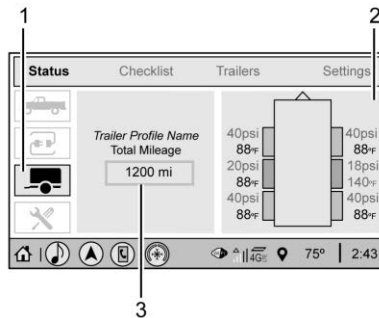 1
2
Status Checklist Trailers Settings
Trailer Profile Name
Total Mileage
1200 mi
40psi 40psi
88°F 88°F
20psi 18psi
88°F 140°F
40psi 40psi
88°F 88°F
4G 75° 2:43
3